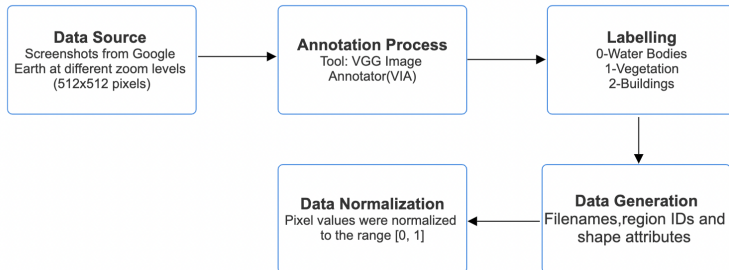 Data Source
Screenshots from Google
Earth at different zoom levels
(512x512 pixels)
Annotation Process
Tool: VGG Image
Annotator(VIA)
Labelling
0-Water Bodies
1-Vegetation
2-Buildings
Data Generation
Filenames,region IDs and
shape attributes
Data Normalization
Pixel values were normalized
to the range [0, 1]